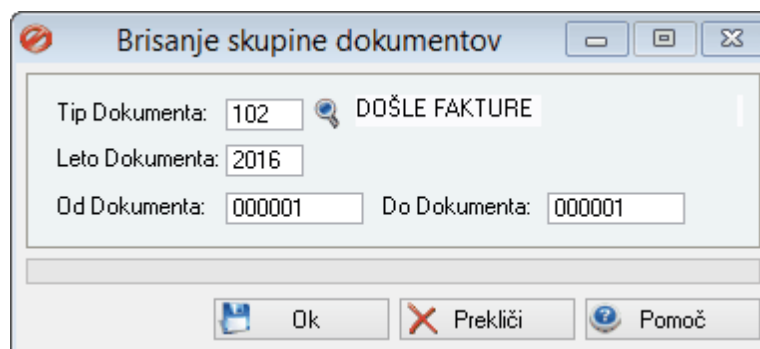 Brisanje skupine dokumentov
Tip Dokumenta: 102 DOŠLE FAKTURE
Leto Dokumenta: 2016
Od Dokumenta: 000001 Do Dokumenta: 000001
Ok Prekliči Pomoč